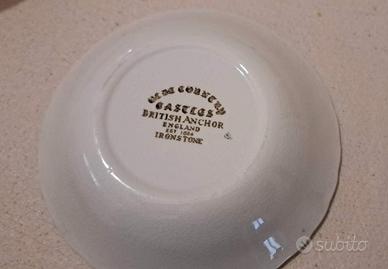 OLDE COUNTRY
CASTLES
BRITISH ANCHOR
ENGLAND
EST 1884
IRONSTONE
subito